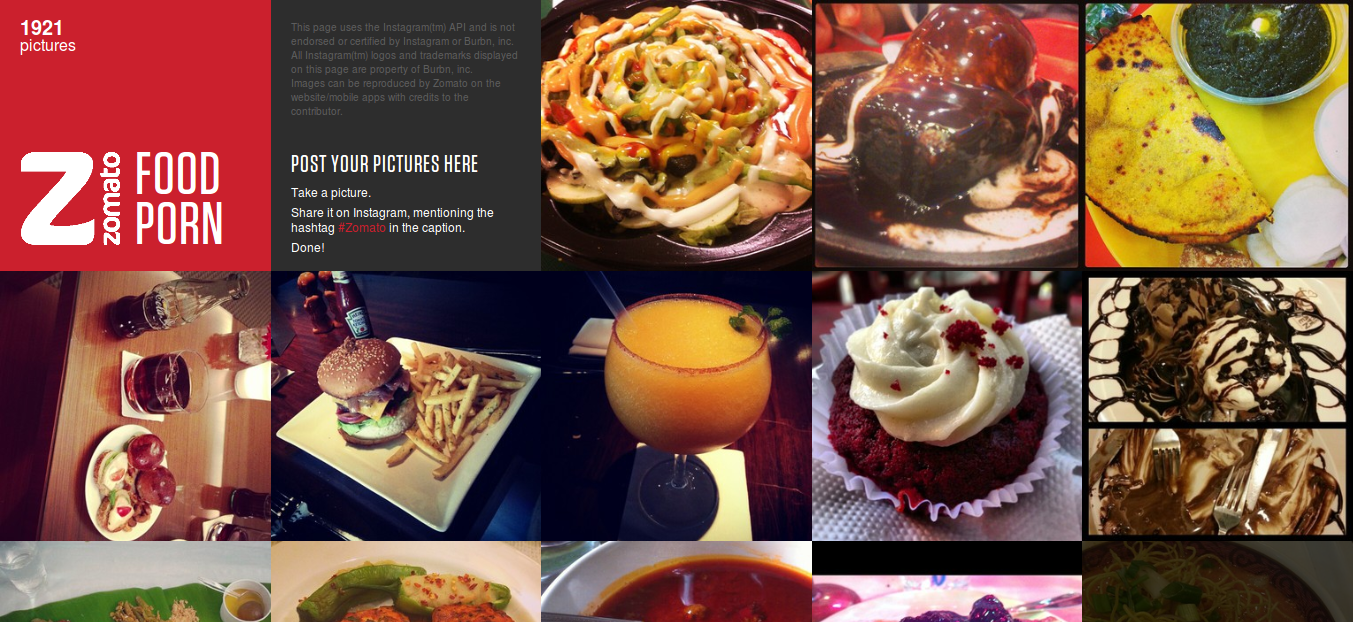 1921
pictures
zomato
FOOD
PORN
This page uses the Instagram(tm) API and is not
endorsed or certified by Instagram or Burbn, inc.
All Instagram(tm) logos and trademarks displayed
on this page are property of Burbn, inc.
Images can be reproduced by Zomato on the
website/mobile apps with credits to the
contributor.
POST YOUR PICTURES HERE
Take a picture.
Share it on Instagram, mentioning the
hashtag #Zomato in the caption.
Done!